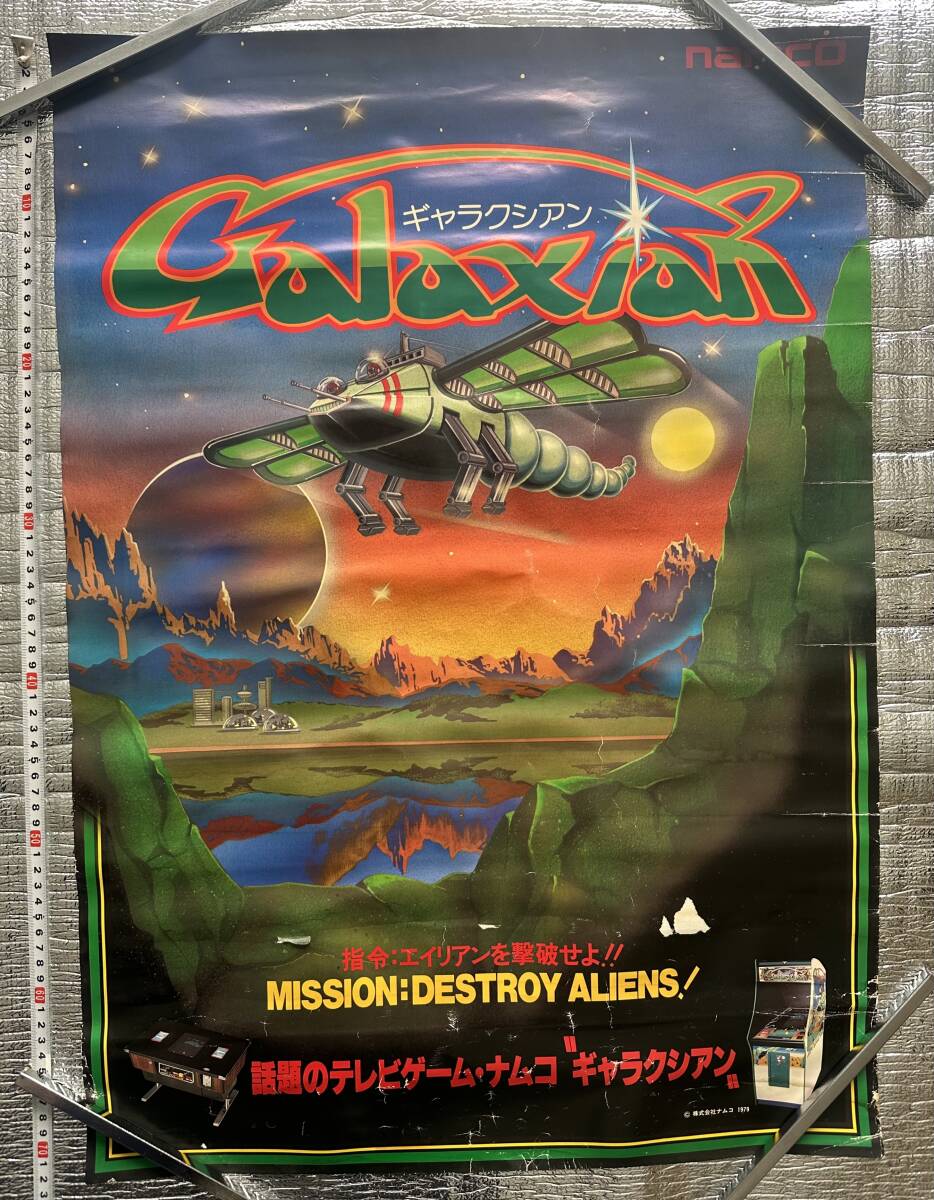 namco
ギャラクシアン
Galaxian
指令:エイリアンを撃破せよ!!
MISSION:DESTROY ALIENS!
話題のテレビゲーム・ナムコ"ギャラクシアン"
© 株式会社ナムコ 1979